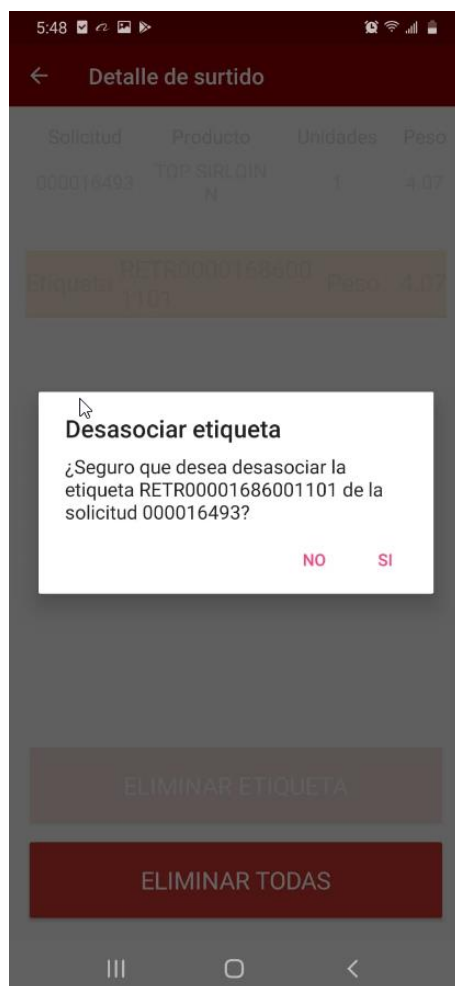 5:48
Detalle de surtido
Solicitud Producto Unidades Peso
000016493 TOP SIRLOIN 1 4.07
N
Etiqueta RETR0000168600 Peso 4.07
1101
Desasociar etiqueta
¿Seguro que desea desasociar la
etiqueta RETR00001686001101 de la
solicitud 000016493?
NO SI
ELIMINAR ETIQUETA
ELIMINAR TODAS